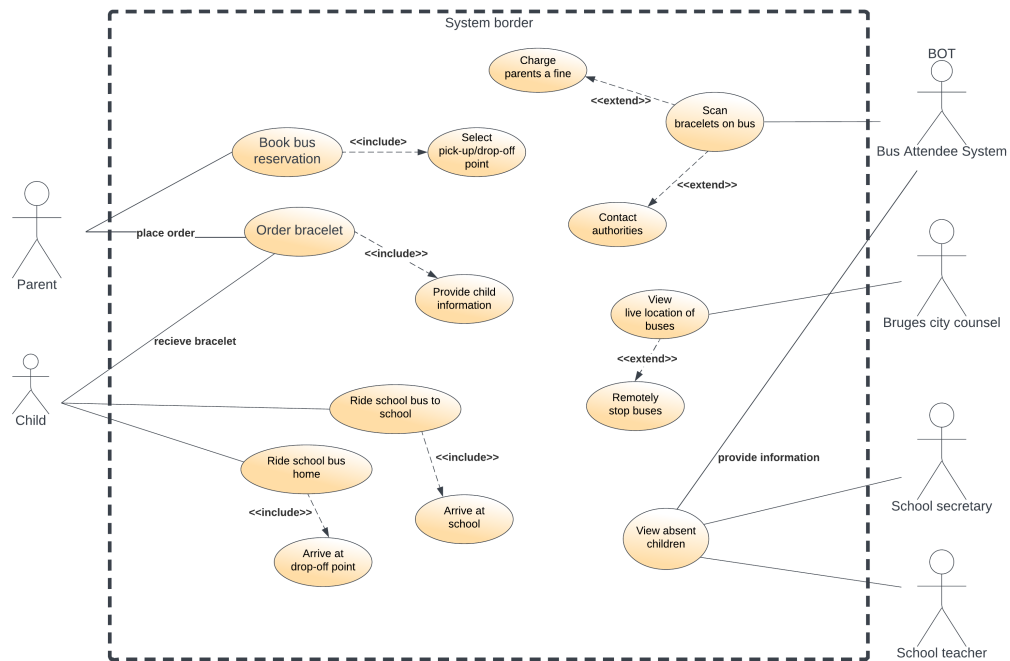 System border
Charge
parents a fine
BOT
<<extend>>
Scan
bracelets on bus
Bus Attendee System
Book bus
reservation
<<include>
Select
pick-up/drop-off
point
<<extend>>
Contact
authorities
place order
Order bracelet
<<include>>
Parent
Provide child
information
View
live location of
buses
Bruges city counsel
recieve bracelet
<<extend>>
Remotely
stop buses
Child
Ride school bus to
school
Ride school bus
home
<<include>>
provide information
<<include>>
Arrive at
school
School secretary
View absent
children
Arrive at
drop-off point
School teacher